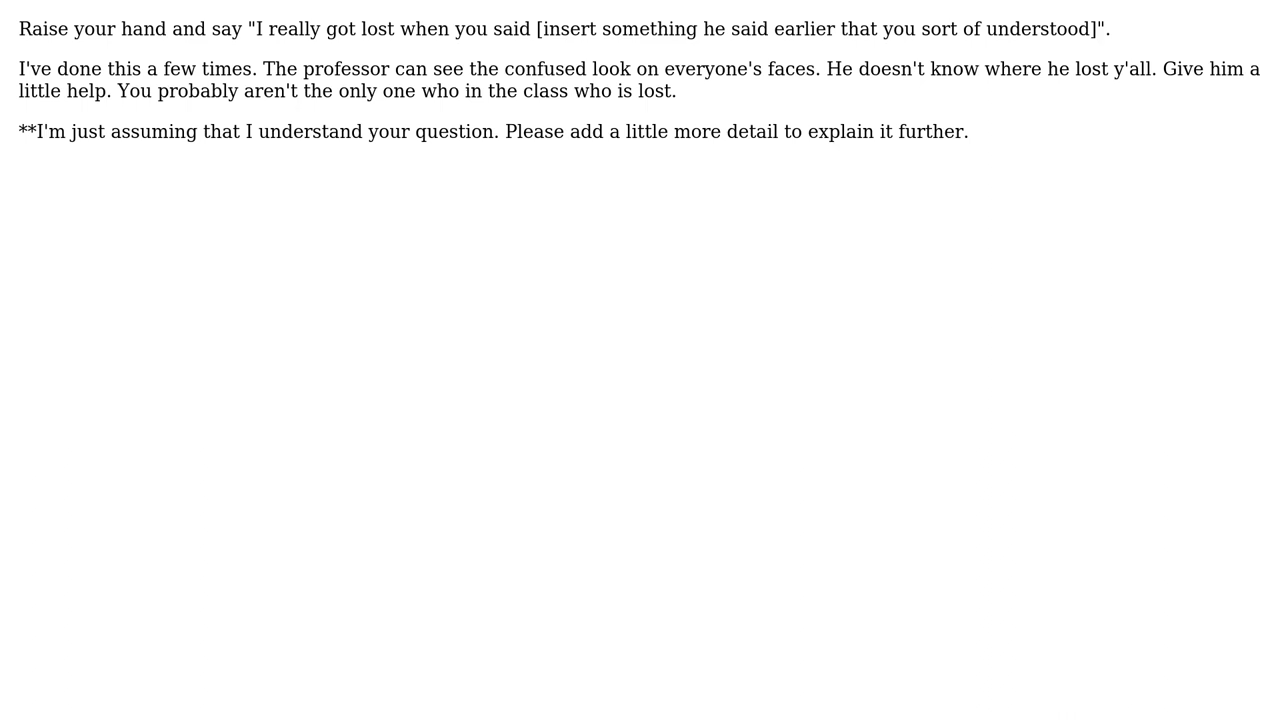 Raise your hand and say "I really got lost when you said [insert something he said earlier that you sort of understood]".
I've done this a few times. The professor can see the confused look on everyone's faces. He doesn't know where he lost y'all. Give him a
little help. You probably aren't the only one who in the class who is lost.
**I'm just assuming that I understand your question. Please add a little more detail to explain it further.